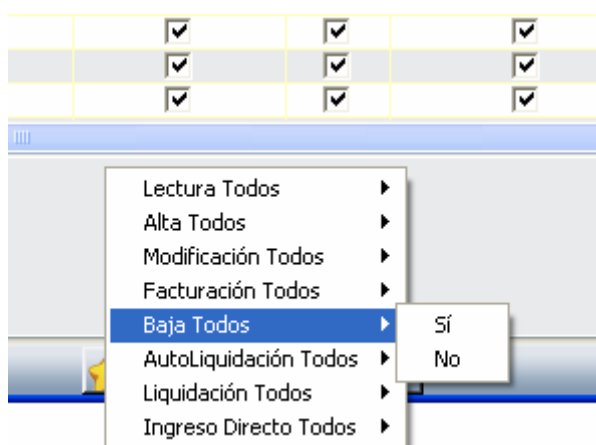 Lectura Todos
Alta Todos
Modificación Todos
Facturación Todos
Baja Todos
Sí
AutoLiquidación Todos
No
Liquidación Todos
Ingreso Directo Todos